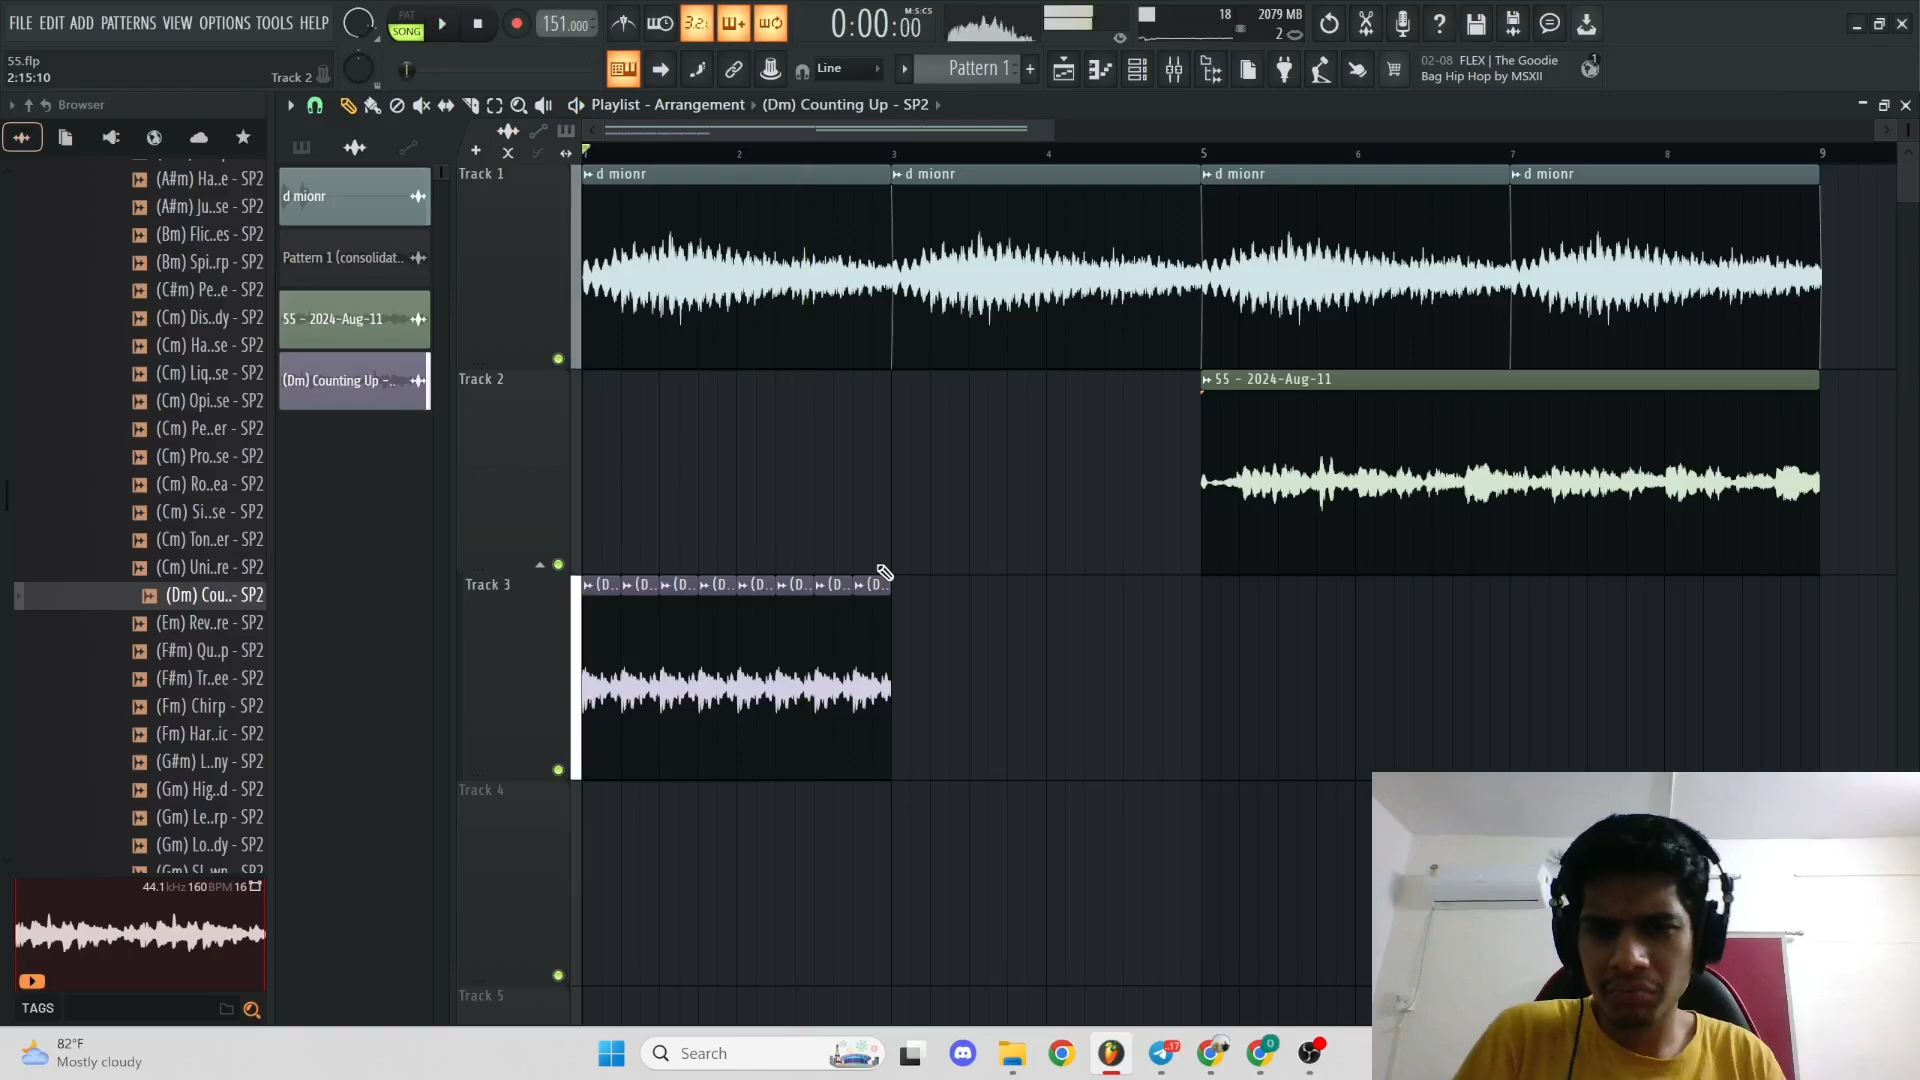 FILE EDIT ADD PATTERNS VIEW OPTIONS TOOLS HELP
PAT
SONG
151.000
3.2.
0:00:00
M:S:CS
18
2079 MB
2
55.flp
2:15:10
Track 2
Line
Pattern 1
02-08 FLEX | The Goodie
Bag Hip Hop by MSXII
Browser
Playlist - Arrangement (Dm) Counting Up - SP2
1 2 3 4 5 6 7 8 9
(A#m) Ha..e - SP2
(A#m) Ju..se - SP2
(Bm) Flic..es - SP2
(Bm) Spi..rp - SP2
(C#m) Pe..e - SP2
(Cm) Dis..dy - SP2
(Cm) Ha..se - SP2
(Cm) Liq..se - SP2
(Cm) Opi..se - SP2
(Cm) Pe..er - SP2
(Cm) Pro..se - SP2
(Cm) Ro..ea - SP2
(Cm) Si..se - SP2
(Cm) Ton..er - SP2
(Cm) Uni..re - SP2
(Dm) Cou..- SP2
(Em) Rev..re - SP2
(F#m) Qu..p - SP2
(F#m) Tr..ee - SP2
(Fm) Chirp - SP2
(Fm) Har..ic - SP2
(G#m) L..ny - SP2
(Gm) Hig..d - SP2
(Gm) Le..rp - SP2
(Gm) Lo..dy - SP2
44.1 kHz 160 BPM 16
TAGS
d mionr
Pattern 1 (consolidat..
55 - 2024-Aug-11
(Dm) Counting Up -..
Track 1
d mionr
d mionr
d mionr
d mionr
Track 2
55 - 2024-Aug-11
Track 3
(D.. (D.. (D.. (D.. (D.. (D.. (D.. (D..
Track 4
Track 5
82°F
Mostly cloudy
Search
17
0